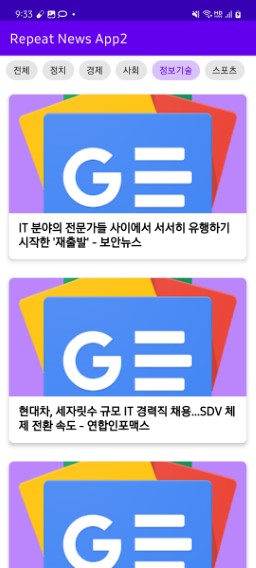 9:33
Repeat News App2
전체 정치 경제 사회 정보기술 스포츠
GE
IT 분야의 전문가들 사이에서 서서히 유행하기
시작한 '재출발' - 보안뉴스
GE
현대차, 세자릿수 규모 IT 경력직 채용...SDV 체
제 전환 속도 - 연합인포맥스
GE